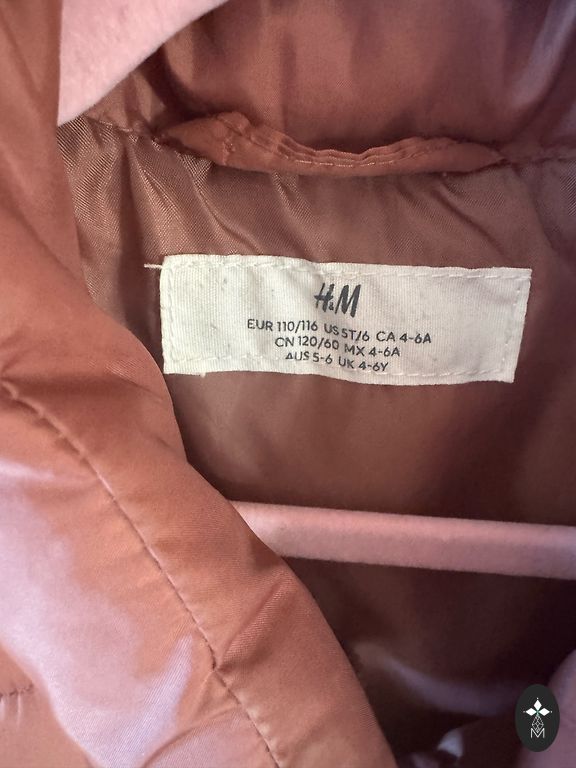 H&M
EUR 110/116 US 5T/6 CA 4-6A
CN 120/60 MX 4-6A
AUS 5-6 UK 4-6Y